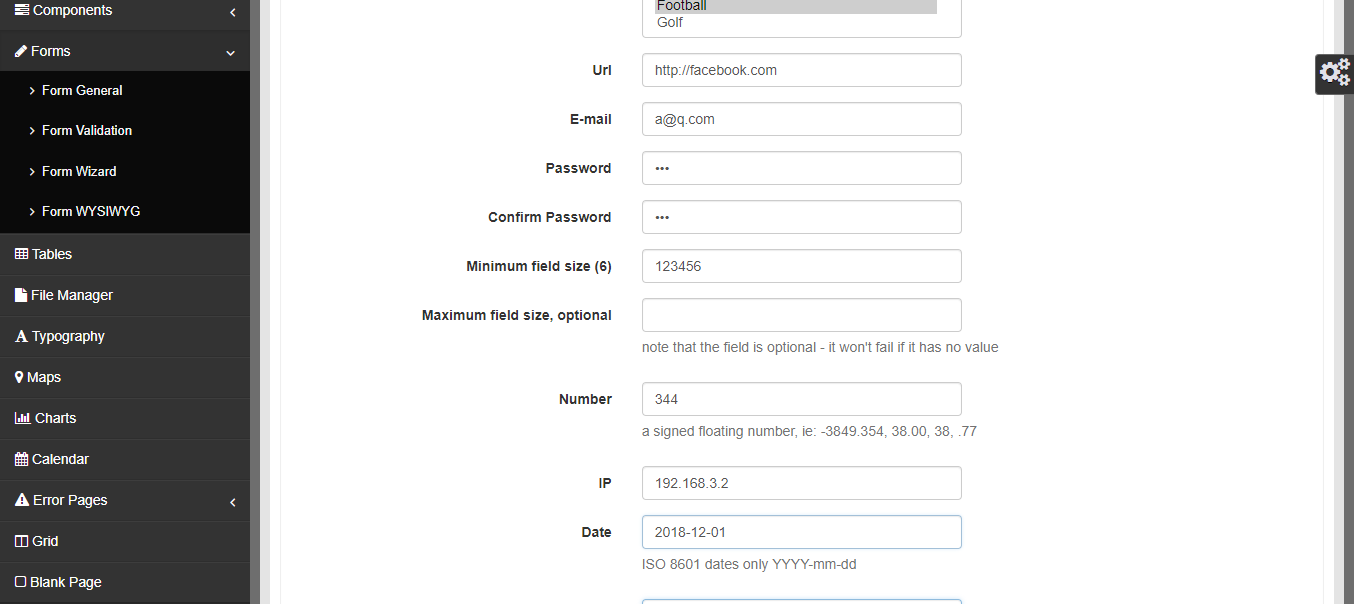 Components
Forms
Form General
Form Validation
Form Wizard
Form WYSIWYG
Tables
File Manager
Typography
Maps
Charts
Calendar
Error Pages
Grid
Blank Page
Football
Golf
Url http://facebook.com
E-mail a@q.com
Password •••
Confirm Password •••
Minimum field size (6) 123456
Maximum field size, optional
note that the field is optional - it won't fail if it has no value
Number 344
a signed floating number, ie: -3849.354, 38.00, 38, .77
IP 192.168.3.2
Date 2018-12-01
ISO 8601 dates only YYYY-mm-dd